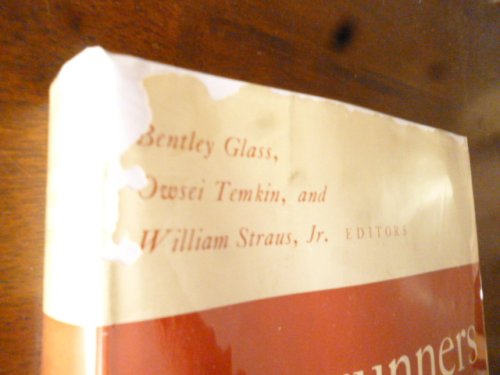 Bentley Glass,
Owsei Temkin, and
William Straus, Jr. EDITORS